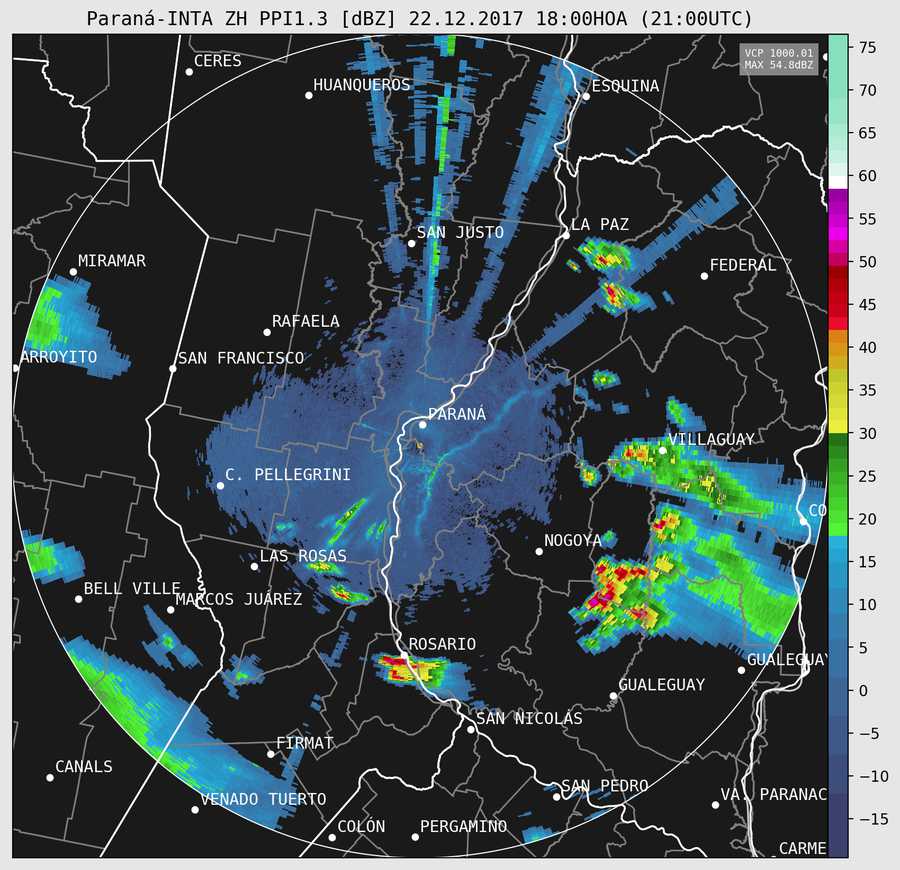 Paraná-INTA ZH PPI1.3 [dBZ] 22.12.2017 18:00HOA (21:00UTC)
VCP 1000.01
MAX 54.8dBZ
CERES
HUANQUEROS
ESQUINA
SAN JUSTO
LA PAZ
MIRAMAR
FEDERAL
RAFAELA
ARROYITO
SAN FRANCISCO
PARANÁ
VILLAGUAY
C. PELLEGRINI
CO
NOGOYA
LAS ROSAS
BELL VILLE
MARCOS JUÁREZ
ROSARIO
GUALEGUAY
GUALEGUAY
SAN NICOLÁS
FIRMAT
CANALS
SAN PEDRO
VENADO TUERTO
VA. PARANAC
COLÓN
PERGAMINO
CARME
75
70
65
60
55
50
45
40
35
30
25
20
15
10
5
0
−5
−10
−15